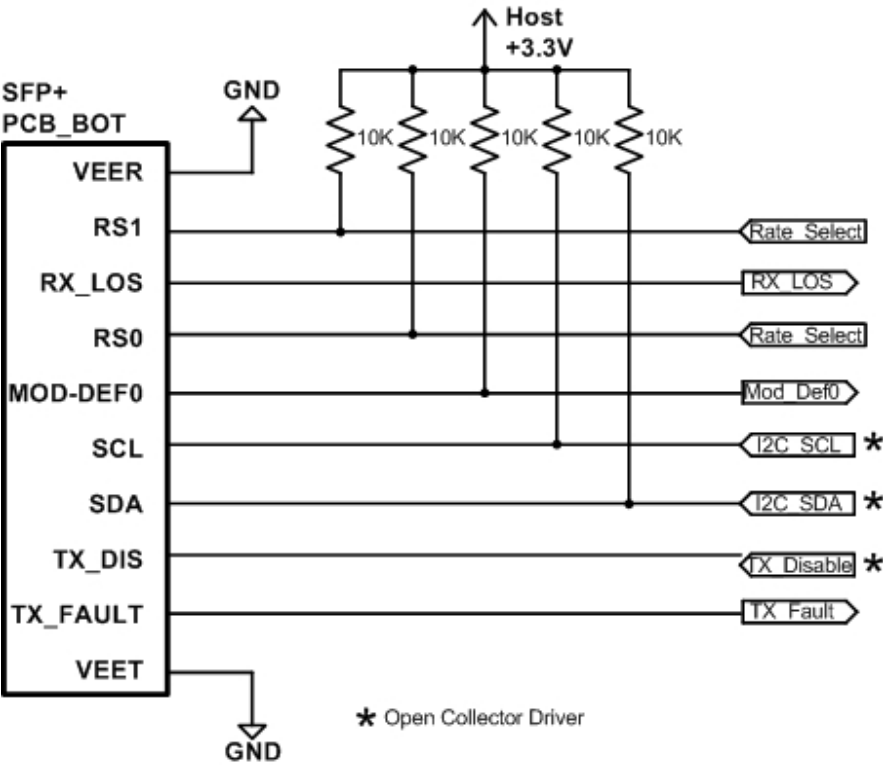 Host
+3.3V
SFP+
PCB_BOT
GND
10K 10K 10K 10K 10K
VEER
RS1
Rate_Select
RX_LOS
RX_LOS
RS0
Rate_Select
MOD-DEF0
Mod_Def0
SCL
I2C_SCL *
SDA
I2C_SDA *
TX_DIS
TX_Disable *
TX_FAULT
TX_Fault
VEET
* Open Collector Driver
GND